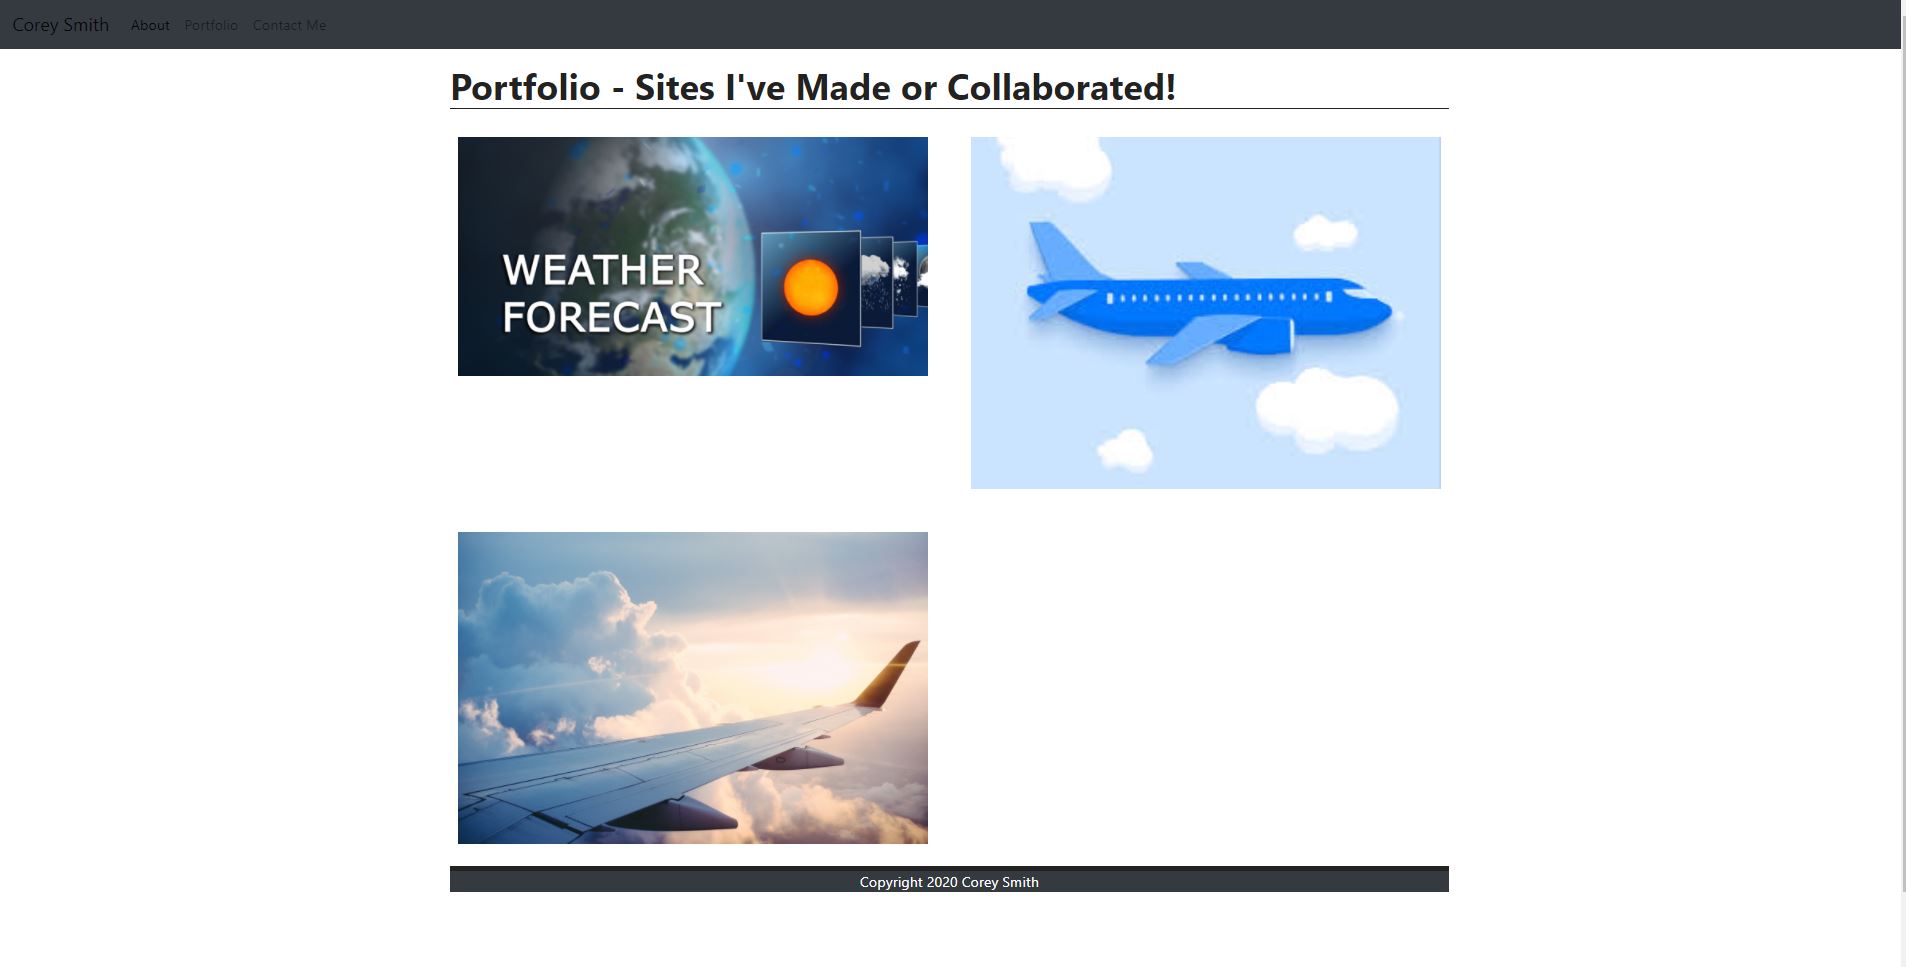 Corey Smith About Portfolio Contact Me
Portfolio - Sites I've Made or Collaborated!
WEATHER
FORECAST
Copyright 2020 Corey Smith